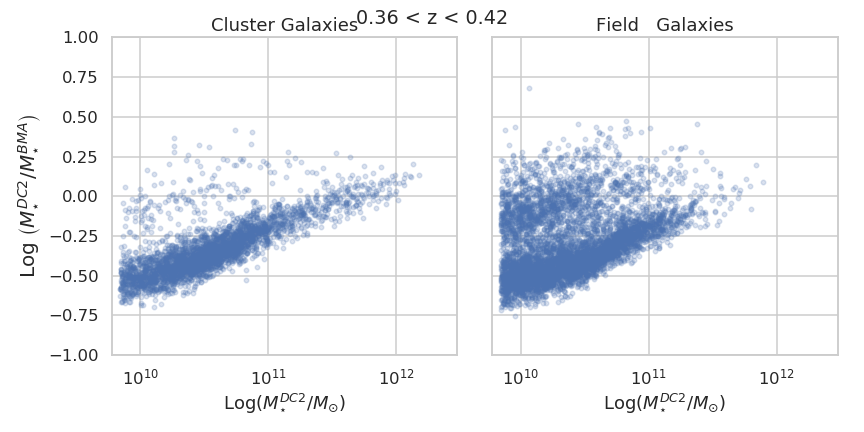 0.36 < z < 0.42
Cluster Galaxies
Field Galaxies
Log (M⋆^DC2/M⋆^BMA)
1.00
0.75
0.50
0.25
0.00
−0.25
−0.50
−0.75
−1.00
10^10 10^11 10^12
10^10 10^11 10^12
Log(M⋆^DC2/M⊙)
Log(M⋆^DC2/M⊙)